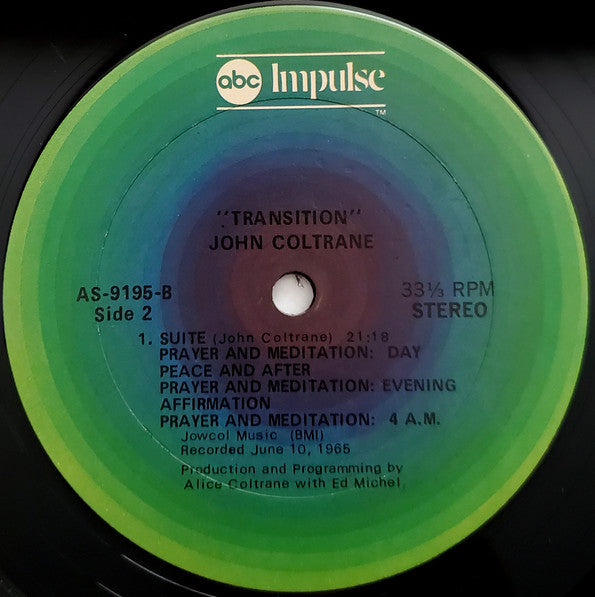 abc Impulse
TM
"TRANSITION"
JOHN COLTRANE
AS-9195-B
Side 2
33⅓ RPM
STEREO
1. SUITE (John Coltrane) 21:18
PRAYER AND MEDITATION: DAY
PEACE AND AFTER
PRAYER AND MEDITATION: EVENING
AFFIRMATION
PRAYER AND MEDITATION: 4 A.M.
Jowcol Music (BMI)
Recorded June 10, 1965
Production and Programming by
Alice Coltrane with Ed Michel.